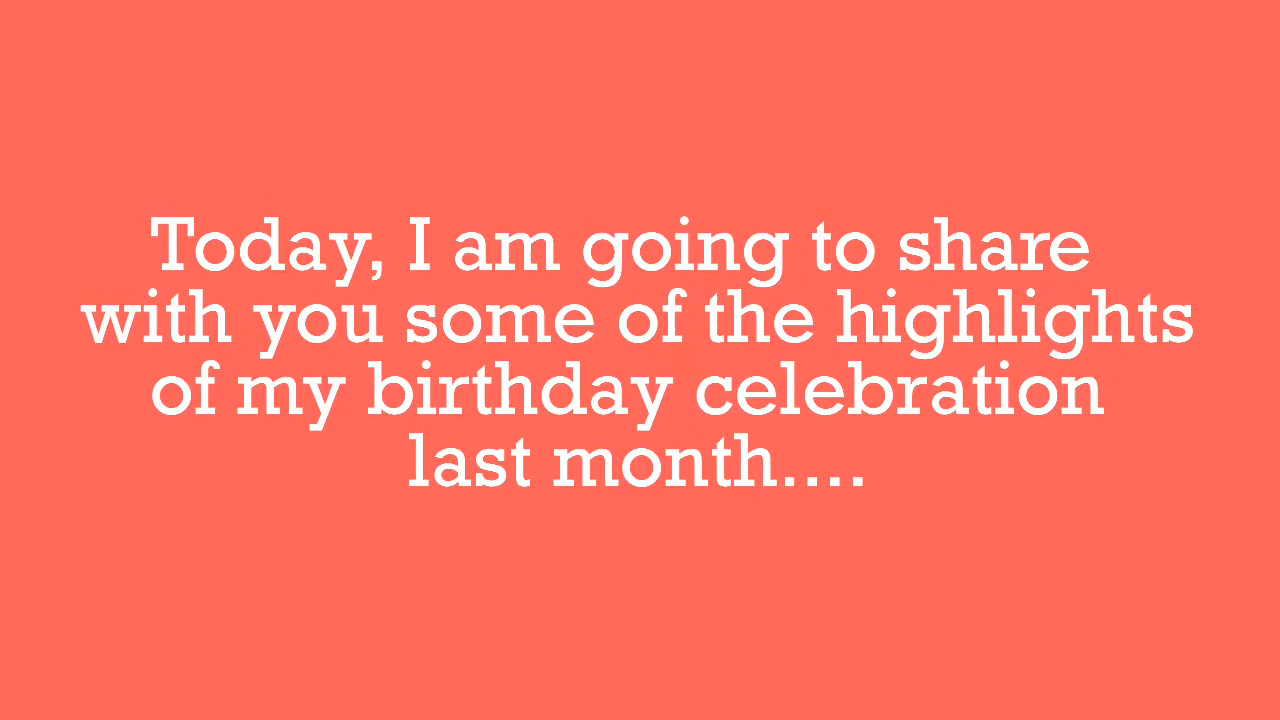 Today, I am going to share
with you some of the highlights
of my birthday celebration
last month....